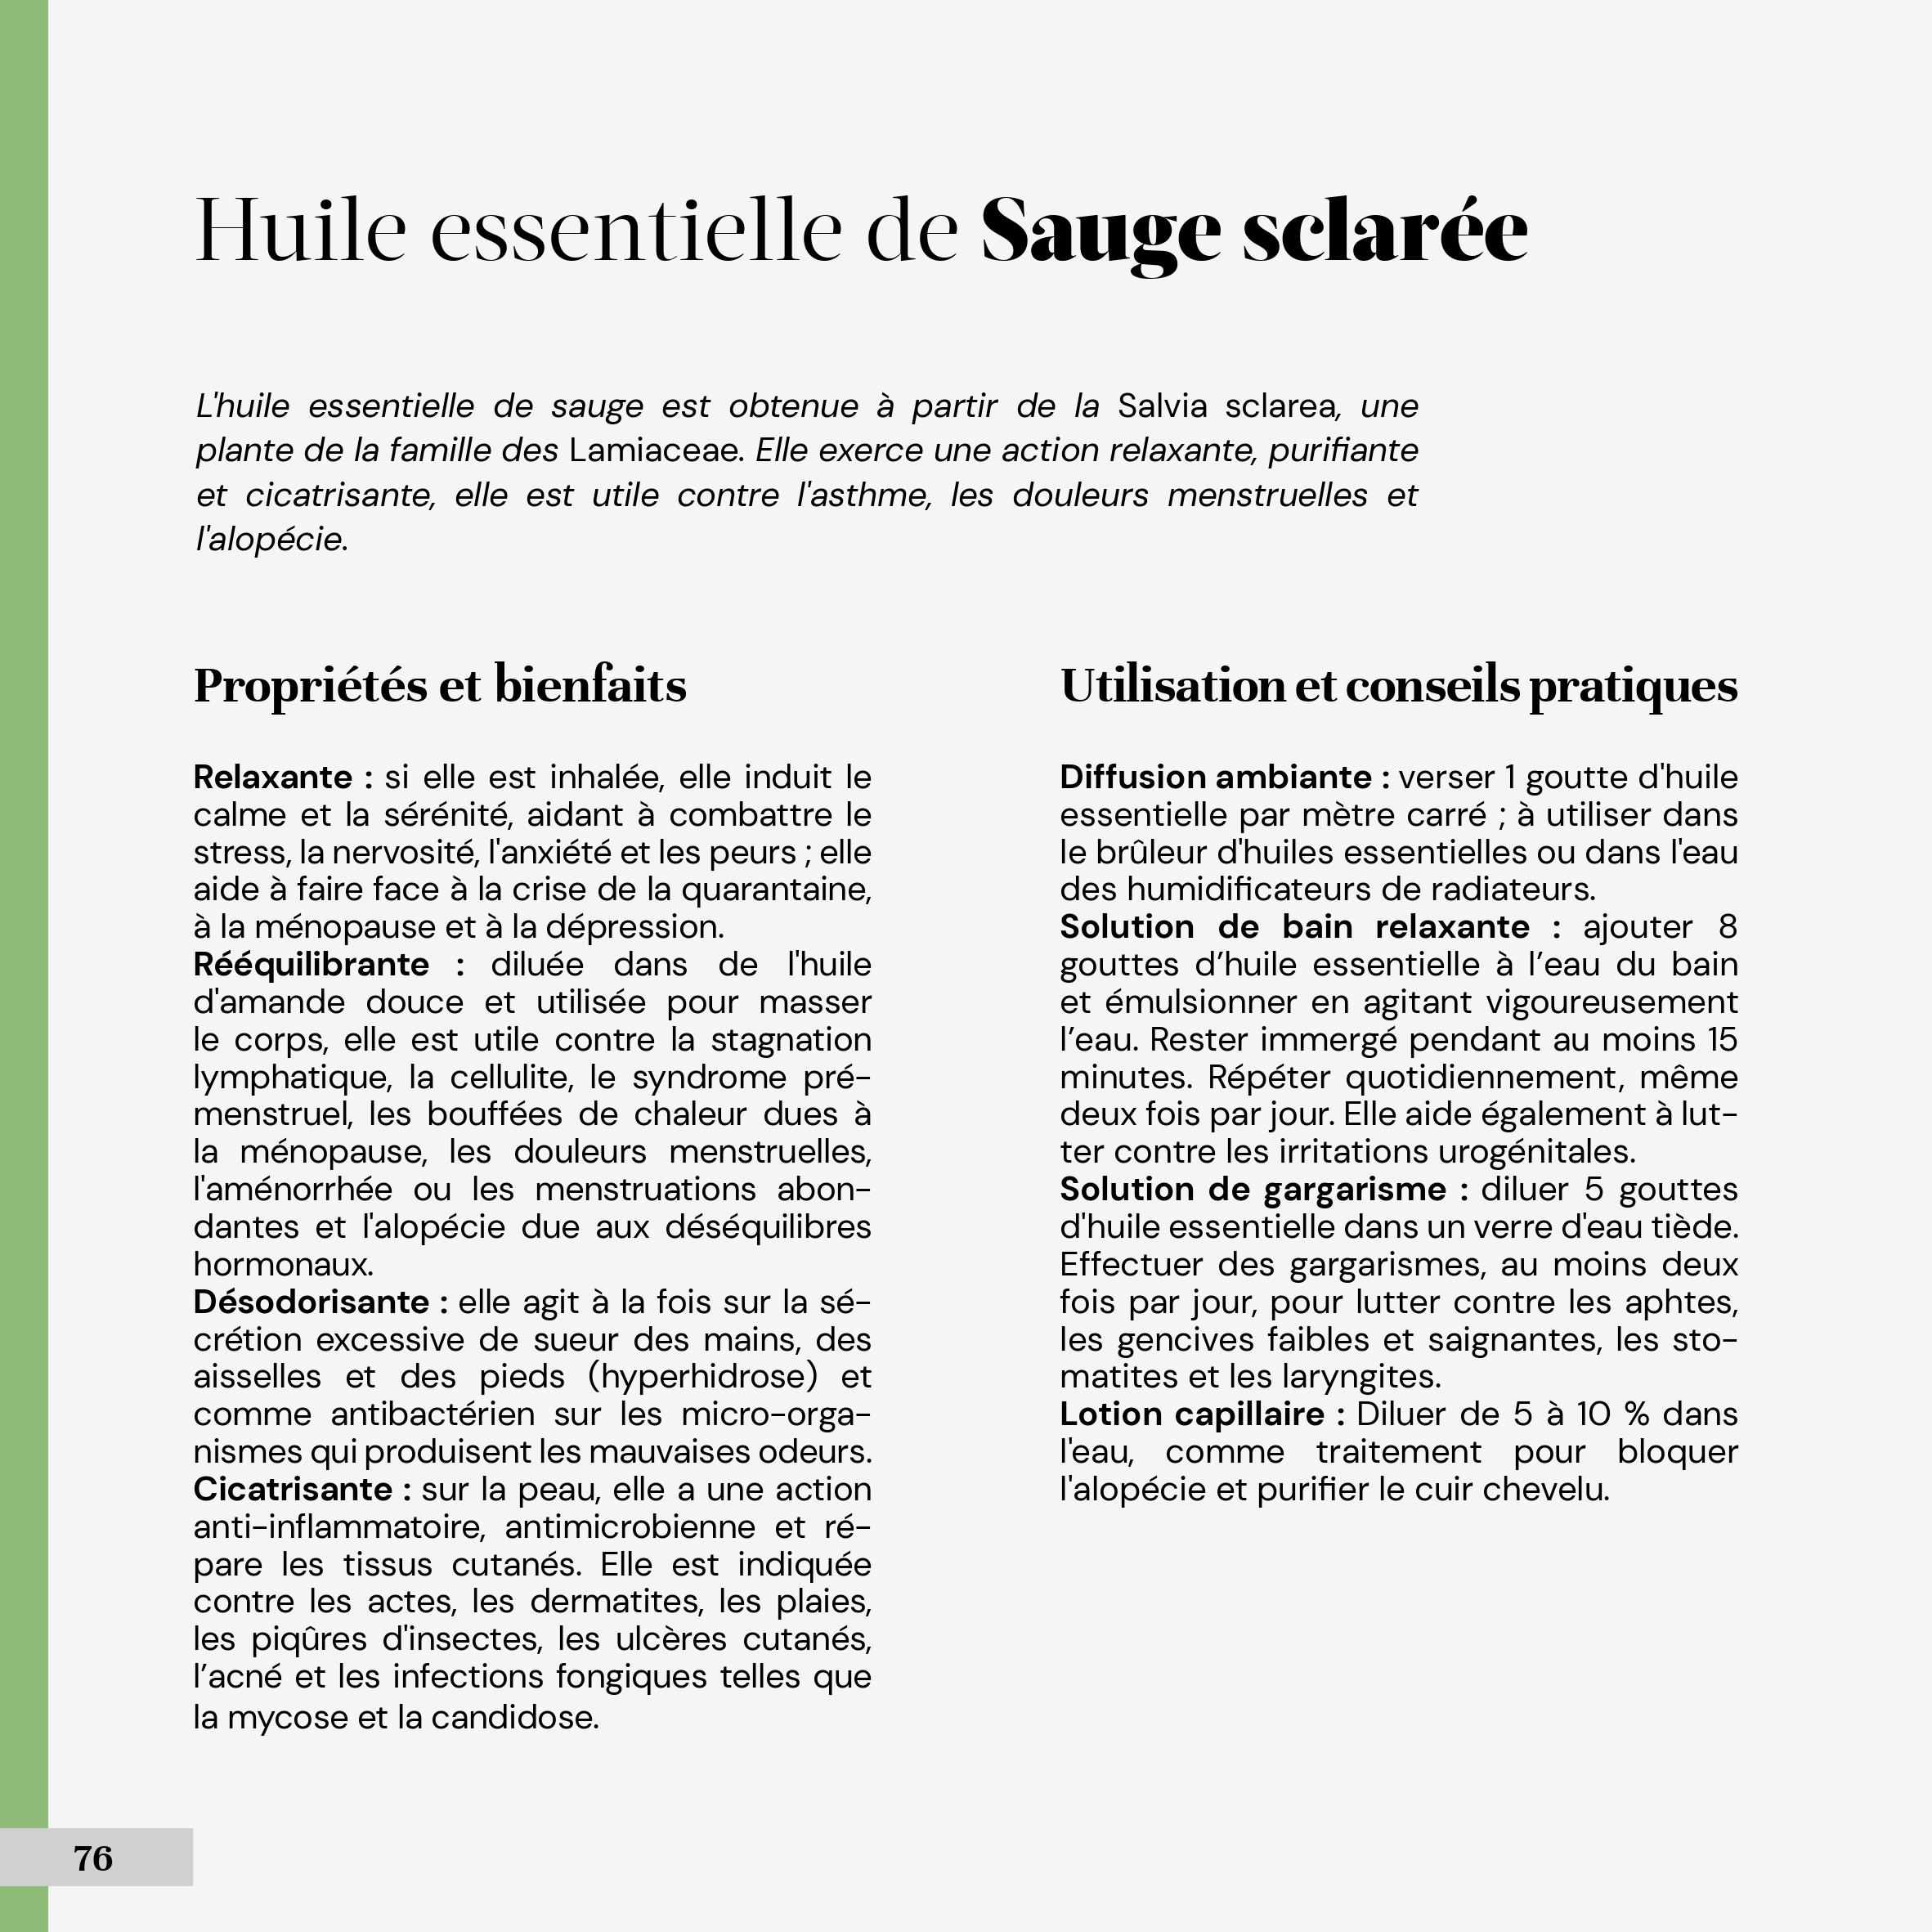 Huile essentielle de Sauge sclarée
L'huile essentielle de sauge est obtenue à partir de la Salvia sclarea, une
plante de la famille des Lamiaceae. Elle exerce une action relaxante, purifiante
et cicatrisante, elle est utile contre l'asthme, les douleurs menstruelles et
l'alopécie.
Propriétés et bienfaits
Relaxante : si elle est inhalée, elle induit le
calme et la sérénité, aidant à combattre le
stress, la nervosité, l'anxiété et les peurs ; elle
aide à faire face à la crise de la quarantaine,
à la ménopause et à la dépression.
Rééquilibrante : diluée dans de l'huile
d'amande douce et utilisée pour masser
le corps, elle est utile contre la stagnation
lymphatique, la cellulite, le syndrome pré-
menstruel, les bouffées de chaleur dues à
la ménopause, les douleurs menstruelles,
l'aménorrhée ou les menstruations abon-
dantes et l'alopécie due aux déséquilibres
hormonaux.
Désodorisante : elle agit à la fois sur la sé-
crétion excessive de sueur des mains, des
aisselles et des pieds (hyperhidrose) et
comme antibactérien sur les micro-orga-
nismes qui produisent les mauvaises odeurs.
Cicatrisante : sur la peau, elle a une action
anti-inflammatoire, antimicrobienne et ré-
pare les tissus cutanés. Elle est indiquée
contre les actes, les dermatites, les plaies,
les piqûres d'insectes, les ulcères cutanés,
l’acné et les infections fongiques telles que
la mycose et la candidose.
Utilisation et conseils pratiques
Diffusion ambiante : verser 1 goutte d'huile
essentielle par mètre carré ; à utiliser dans
le brûleur d'huiles essentielles ou dans l'eau
des humidificateurs de radiateurs.
Solution de bain relaxante : ajouter 8
gouttes d’huile essentielle à l’eau du bain
et émulsionner en agitant vigoureusement
l’eau. Rester immergé pendant au moins 15
minutes. Répéter quotidiennement, même
deux fois par jour. Elle aide également à lut-
ter contre les irritations urogénitales.
Solution de gargarisme : diluer 5 gouttes
d'huile essentielle dans un verre d'eau tiède.
Effectuer des gargarismes, au moins deux
fois par jour, pour lutter contre les aphtes,
les gencives faibles et saignantes, les sto-
matites et les laryngites.
Lotion capillaire : Diluer de 5 à 10 % dans
l'eau, comme traitement pour bloquer
l'alopécie et purifier le cuir chevelu.
76